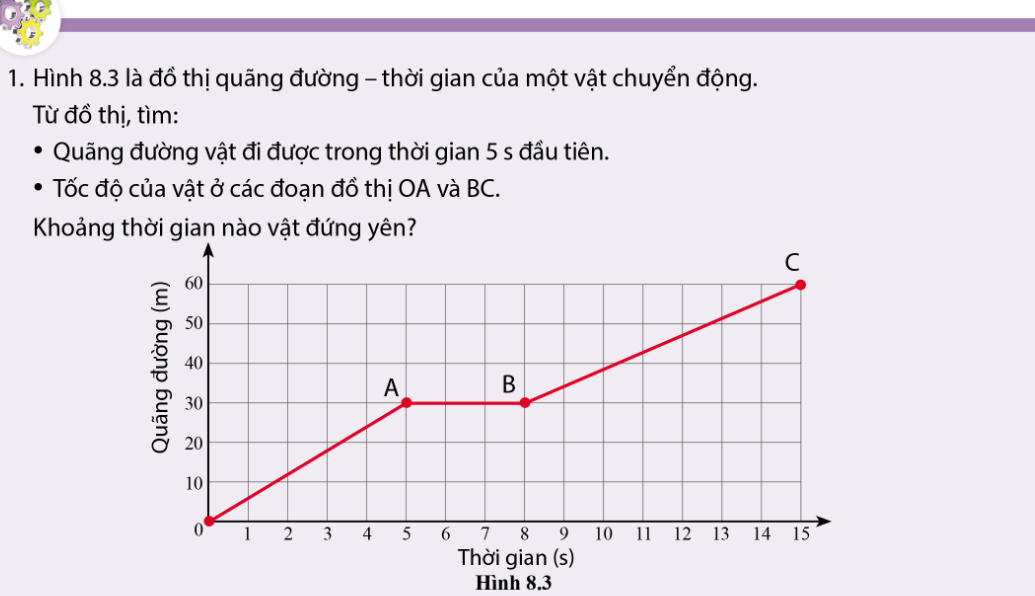 1. Hình 8.3 là đồ thị quãng đường – thời gian của một vật chuyển động.
Từ đồ thị, tìm:
• Quãng đường vật đi được trong thời gian 5 s đầu tiên.
• Tốc độ của vật ở các đoạn đồ thị OA và BC.
Khoảng thời gian nào vật đứng yên?
C
60
50
40
A
B
30
20
10
Quãng đường (m)
0 1 2 3 4 5 6 7 8 9 10 11 12 13 14 15
Thời gian (s)
Hình 8.3